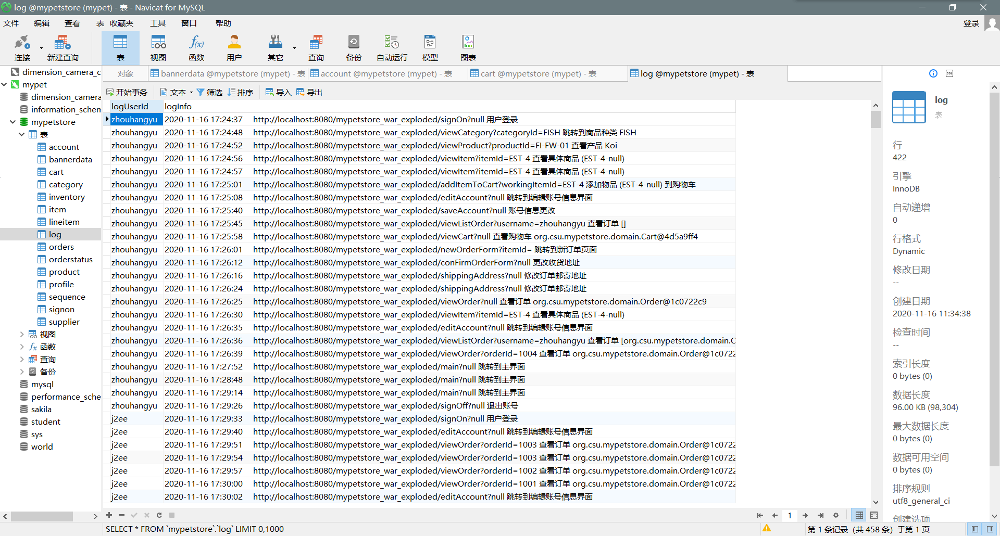 log @mypetstore (mypet) - 表 - Navicat for MySQL
文件 编辑 查看 表 收藏夹 工具 窗口 帮助 登录
连接 新建查询 表 视图 函数 用户 其它 查询 备份 自动运行 模型 图表
对象 bannerdata @mypetstore (mypet) - 表 account @mypetstore (mypet) - 表 cart @mypetstore (mypet) - 表 log @mypetstore (mypet) - 表
开始事务 文本 筛选 排序 导入 导出
dimension_camera_c
mypet
dimension_camera
information_schem
mypetstore
表
account
bannerdata
cart
category
inventory
item
lineitem
log
orders
orderstatus
product
profile
sequence
signon
supplier
视图
函数
查询
备份
mysql
performance_sche
sakila
student
sys
world
logUserId logInfo
zhouhangyu 2020-11-16 17:24:37 http://localhost:8080/mypetstore_war_exploded/signOn?null 用户登录
zhouhangyu 2020-11-16 17:24:48 http://localhost:8080/mypetstore_war_exploded/viewCategory?categoryId=FISH 跳转到商品种类 FISH
zhouhangyu 2020-11-16 17:24:52 http://localhost:8080/mypetstore_war_exploded/viewProduct?productId=FI-FW-01 查看产品 Koi
zhouhangyu 2020-11-16 17:24:56 http://localhost:8080/mypetstore_war_exploded/viewItem?itemId=EST-4 查看具体商品 (EST-4-null)
zhouhangyu 2020-11-16 17:24:57 http://localhost:8080/mypetstore_war_exploded/viewItem?itemId=EST-4 查看具体商品 (EST-4-null)
zhouhangyu 2020-11-16 17:25:01 http://localhost:8080/mypetstore_war_exploded/addItemToCart?workingItemId=EST-4 添加物品 (EST-4-null) 到购物车
zhouhangyu 2020-11-16 17:25:08 http://localhost:8080/mypetstore_war_exploded/editAccount?null 跳转到编辑账号信息界面
zhouhangyu 2020-11-16 17:25:40 http://localhost:8080/mypetstore_war_exploded/saveAccount?null 账号信息更改
zhouhangyu 2020-11-16 17:25:45 http://localhost:8080/mypetstore_war_exploded/viewListOrder?username=zhouhangyu 查看订单 []
zhouhangyu 2020-11-16 17:25:58 http://localhost:8080/mypetstore_war_exploded/viewCart?null 查看购物车 org.csu.mypetstore.domain.Cart@4d5a9ff4
zhouhangyu 2020-11-16 17:26:01 http://localhost:8080/mypetstore_war_exploded/newOrderForm?itemId= 跳转到新订单页面
zhouhangyu 2020-11-16 17:26:12 http://localhost:8080/mypetstore_war_exploded/conFirmOrderForm?null 更改收货地址
zhouhangyu 2020-11-16 17:26:16 http://localhost:8080/mypetstore_war_exploded/shippingAddress?null 修改订单邮寄地址
zhouhangyu 2020-11-16 17:26:24 http://localhost:8080/mypetstore_war_exploded/shippingAddress?null 修改订单邮寄地址
zhouhangyu 2020-11-16 17:26:25 http://localhost:8080/mypetstore_war_exploded/viewOrder?null 查看订单 org.csu.mypetstore.domain.Order@1c0722c9
zhouhangyu 2020-11-16 17:26:30 http://localhost:8080/mypetstore_war_exploded/viewItem?itemId=EST-4 查看具体商品 (EST-4-null)
zhouhangyu 2020-11-16 17:26:35 http://localhost:8080/mypetstore_war_exploded/editAccount?null 跳转到编辑账号信息界面
zhouhangyu 2020-11-16 17:26:36 http://localhost:8080/mypetstore_war_exploded/viewListOrder?username=zhouhangyu 查看订单 [org.csu.mypetstore.domain.O
zhouhangyu 2020-11-16 17:26:39 http://localhost:8080/mypetstore_war_exploded/viewOrder?orderId=1004 查看订单 org.csu.mypetstore.domain.Order@1c0722
zhouhangyu 2020-11-16 17:27:52 http://localhost:8080/mypetstore_war_exploded/main?null 跳转到主界面
zhouhangyu 2020-11-16 17:28:48 http://localhost:8080/mypetstore_war_exploded/main?null 跳转到主界面
zhouhangyu 2020-11-16 17:29:14 http://localhost:8080/mypetstore_war_exploded/main?null 跳转到主界面
zhouhangyu 2020-11-16 17:29:26 http://localhost:8080/mypetstore_war_exploded/signOff?null 退出账号
j2ee 2020-11-16 17:29:33 http://localhost:8080/mypetstore_war_exploded/signOn?null 用户登录
j2ee 2020-11-16 17:29:40 http://localhost:8080/mypetstore_war_exploded/editAccount?null 跳转到编辑账号信息界面
j2ee 2020-11-16 17:29:51 http://localhost:8080/mypetstore_war_exploded/viewOrder?orderId=1003 查看订单 org.csu.mypetstore.domain.Order@1c0722
j2ee 2020-11-16 17:29:54 http://localhost:8080/mypetstore_war_exploded/viewOrder?orderId=1003 查看订单 org.csu.mypetstore.domain.Order@1c0722
j2ee 2020-11-16 17:29:57 http://localhost:8080/mypetstore_war_exploded/viewOrder?orderId=1002 查看订单 org.csu.mypetstore.domain.Order@1c0722
j2ee 2020-11-16 17:30:00 http://localhost:8080/mypetstore_war_exploded/viewOrder?orderId=1001 查看订单 org.csu.mypetstore.domain.Order@1c0722
j2ee 2020-11-16 17:30:02 http://localhost:8080/mypetstore_war_exploded/editAccount?null 跳转到编辑账号信息界面
log
表
行
422
引擎
InnoDB
自动递增
0
行格式
Dynamic
修改日期
--
创建日期
2020-11-16 11:34:38
检查时间
--
索引长度
0 bytes (0)
数据长度
96.00 KB (98,304)
最大数据长度
0 bytes (0)
数据可用空间
0 bytes (0)
排序规则
utf8_general_ci
创建选项
1
SELECT * FROM `mypetstore`.`log` LIMIT 0,1000
第 1 条记录 (共 458 条) 于第 1 页